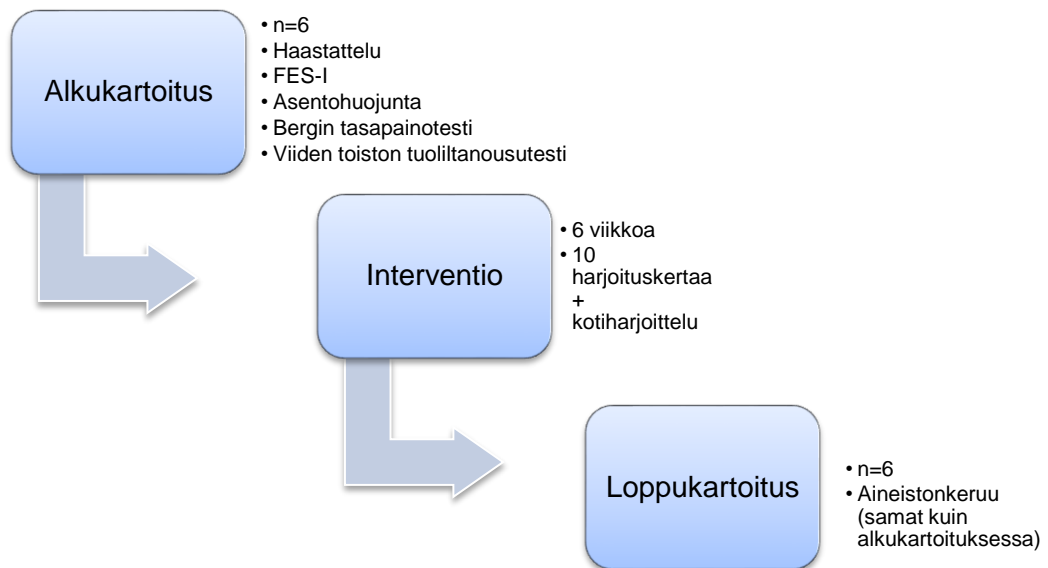 Alkukartoitus
• n=6
• Haastattelu
• FES-I
• Asentohuojunta
• Bergin tasapainotesti
• Viiden toiston tuoliltanousutesti
Interventio
• 6 viikkoa
• 10
harjoituskertaa
+
kotiharjoittelu
Loppukartoitus
• n=6
• Aineistonkeruu
(samat kuin
alkukartoituksessa)